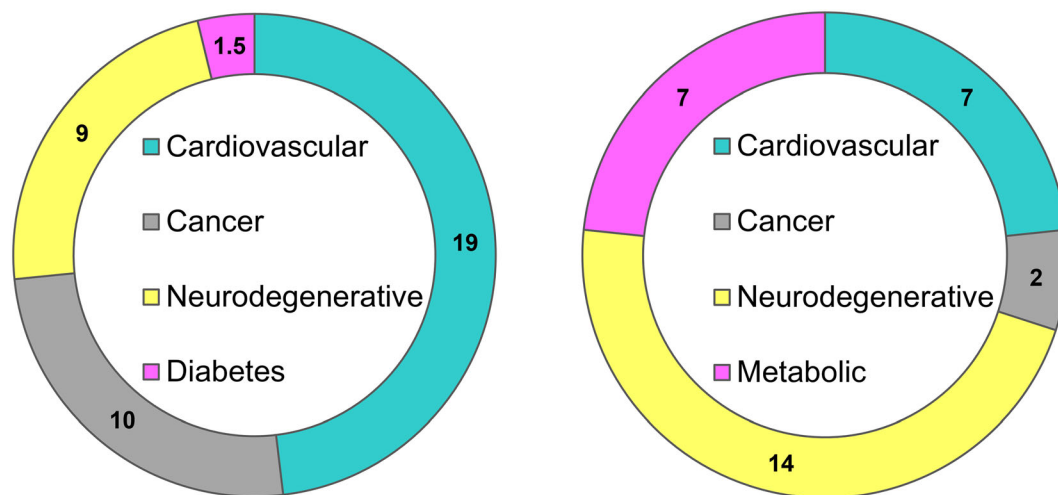 1.5
9
Cardiovascular
Cancer
19
Neurodegenerative
Diabetes
10
7
7
Cardiovascular
Cancer
2
Neurodegenerative
Metabolic
14